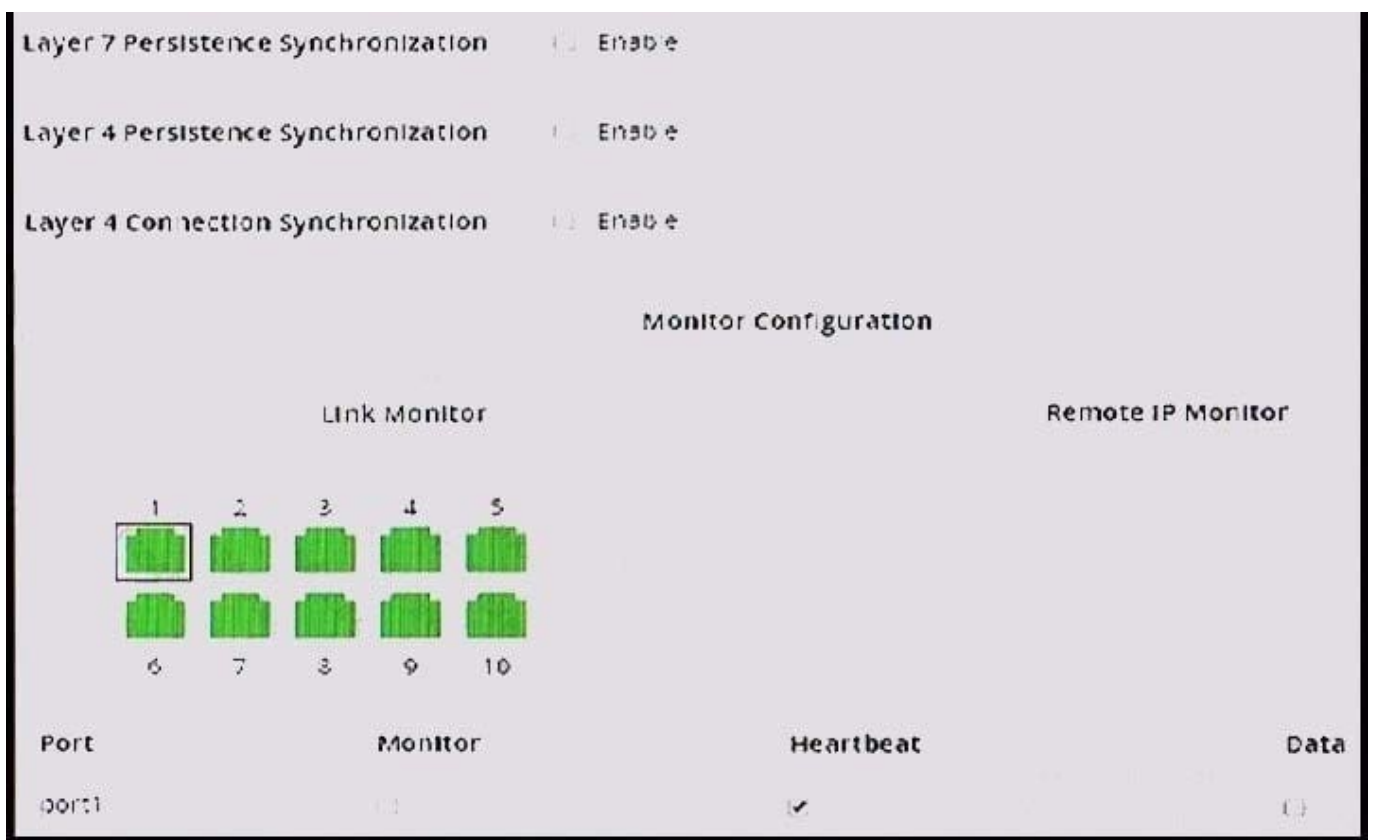 Layer 7 Persistence Synchronization Enable
Layer 4 Persistence Synchronization Enable
Layer 4 Connection Synchronization Enable
Monitor Configuration
Link Monitor Remote IP Monitor
1 2 3 4 5
6 7 8 9 10
Port Monitor Heartbeat Data
port1